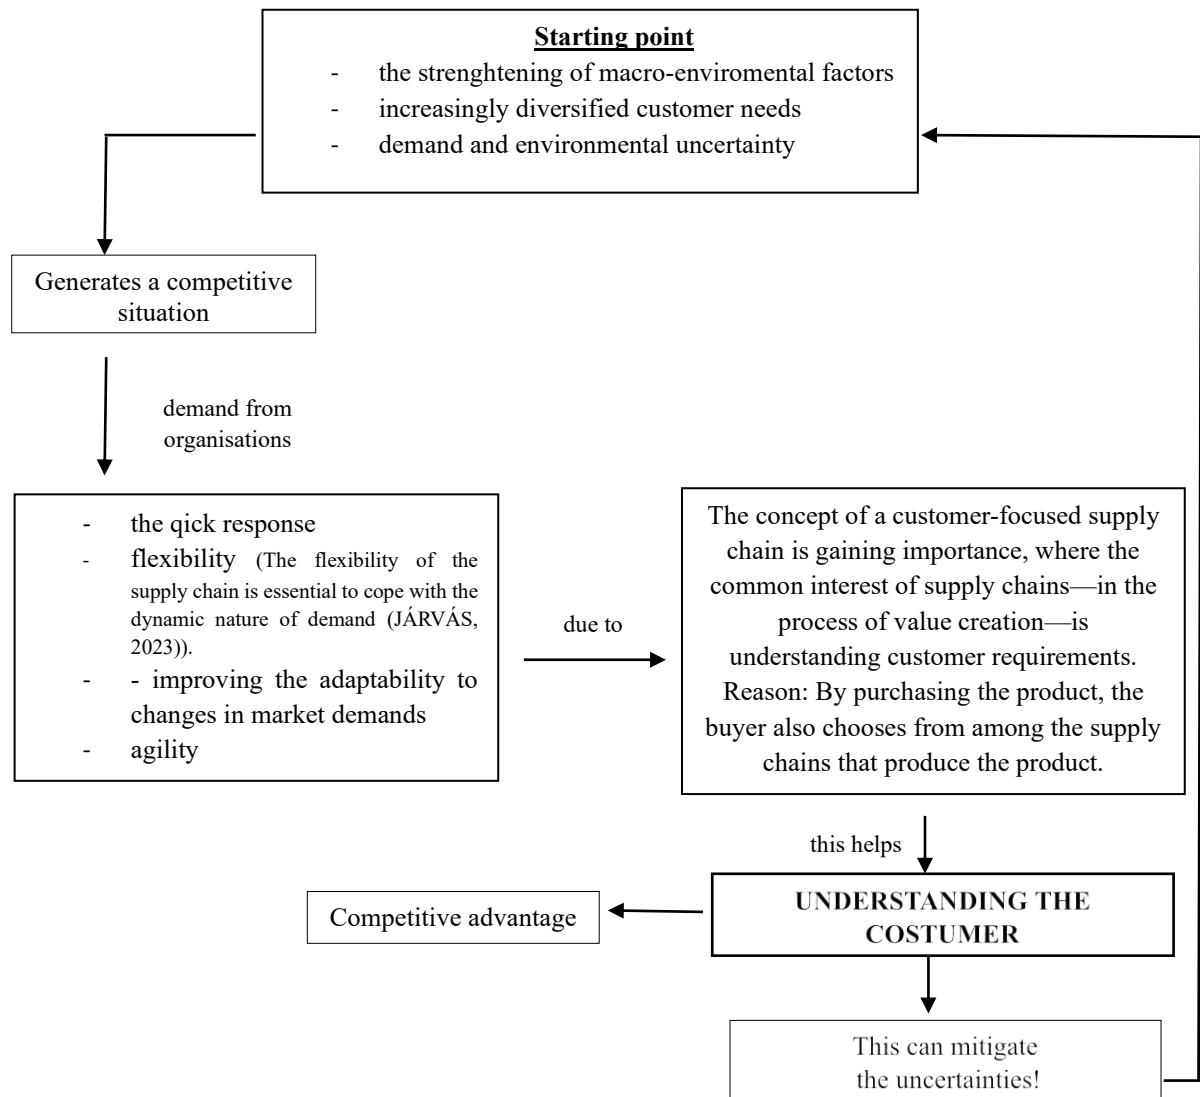 Starting point
- the strenghtening of macro-enviromental factors
- increasingly diversified customer needs
- demand and environmental uncertainty
Generates a competitive
situation
demand from
organisations
- the qick response
- flexibility (The flexibility of the
supply chain is essential to cope with the
dynamic nature of demand (JÁRVÁS,
2023)).
- - improving the adaptability to
changes in market demands
- agility
due to
The concept of a customer-focused supply
chain is gaining importance, where the
common interest of supply chains—in the
process of value creation—is
understanding customer requirements.
Reason: By purchasing the product, the
buyer also chooses from among the supply
chains that produce the product.
this helps
UNDERSTANDING THE
COSTUMER
Competitive advantage
This can mitigate
the uncertainties!